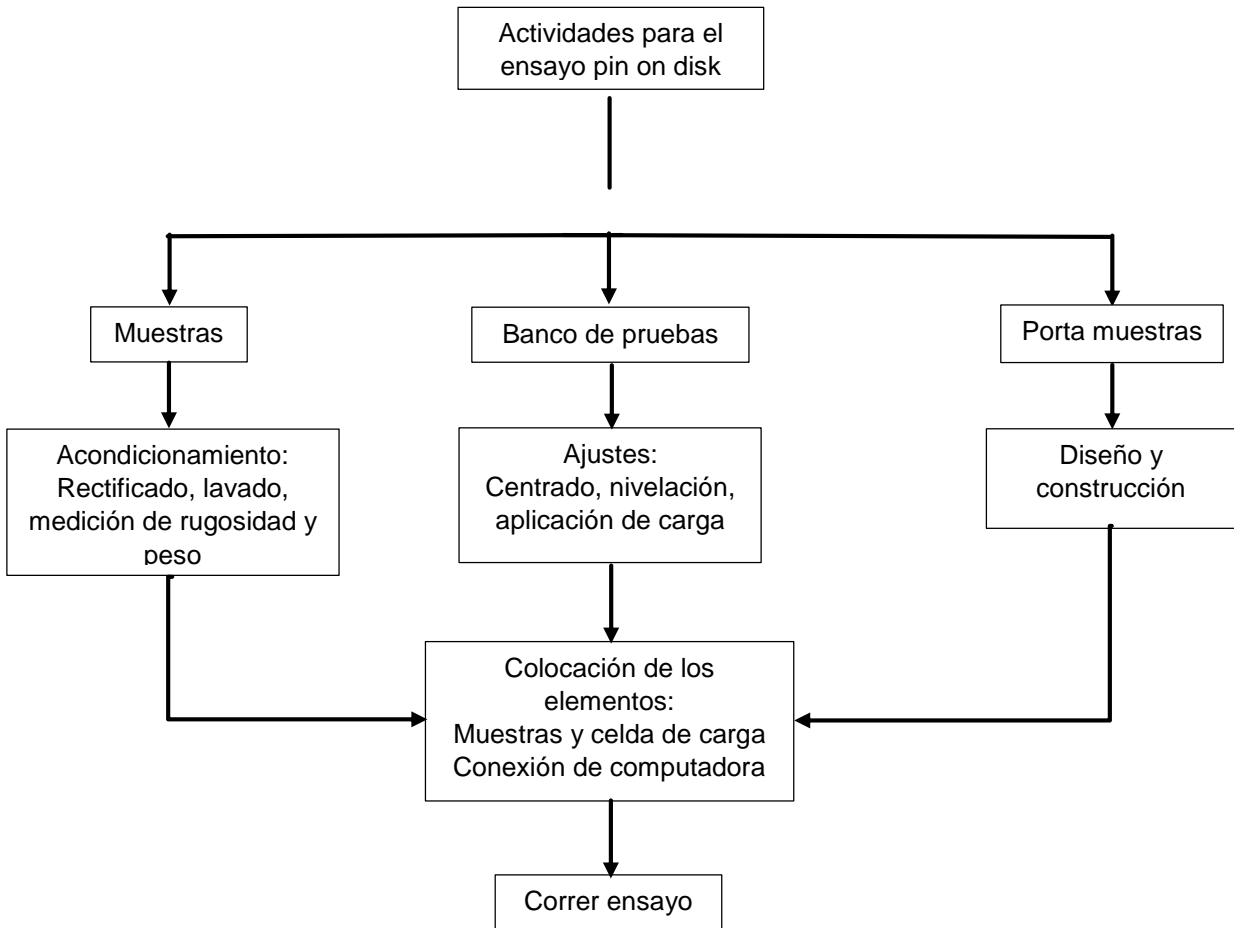 Actividades para el
ensayo pin on disk
Muestras
Banco de pruebas
Porta muestras
Acondicionamiento:
Rectificado, lavado,
medición de rugosidad y
peso
Ajustes:
Centrado, nivelación,
aplicación de carga
Diseño y
construcción
Colocación de los
elementos:
Muestras y celda de carga
Conexión de computadora
Correr ensayo